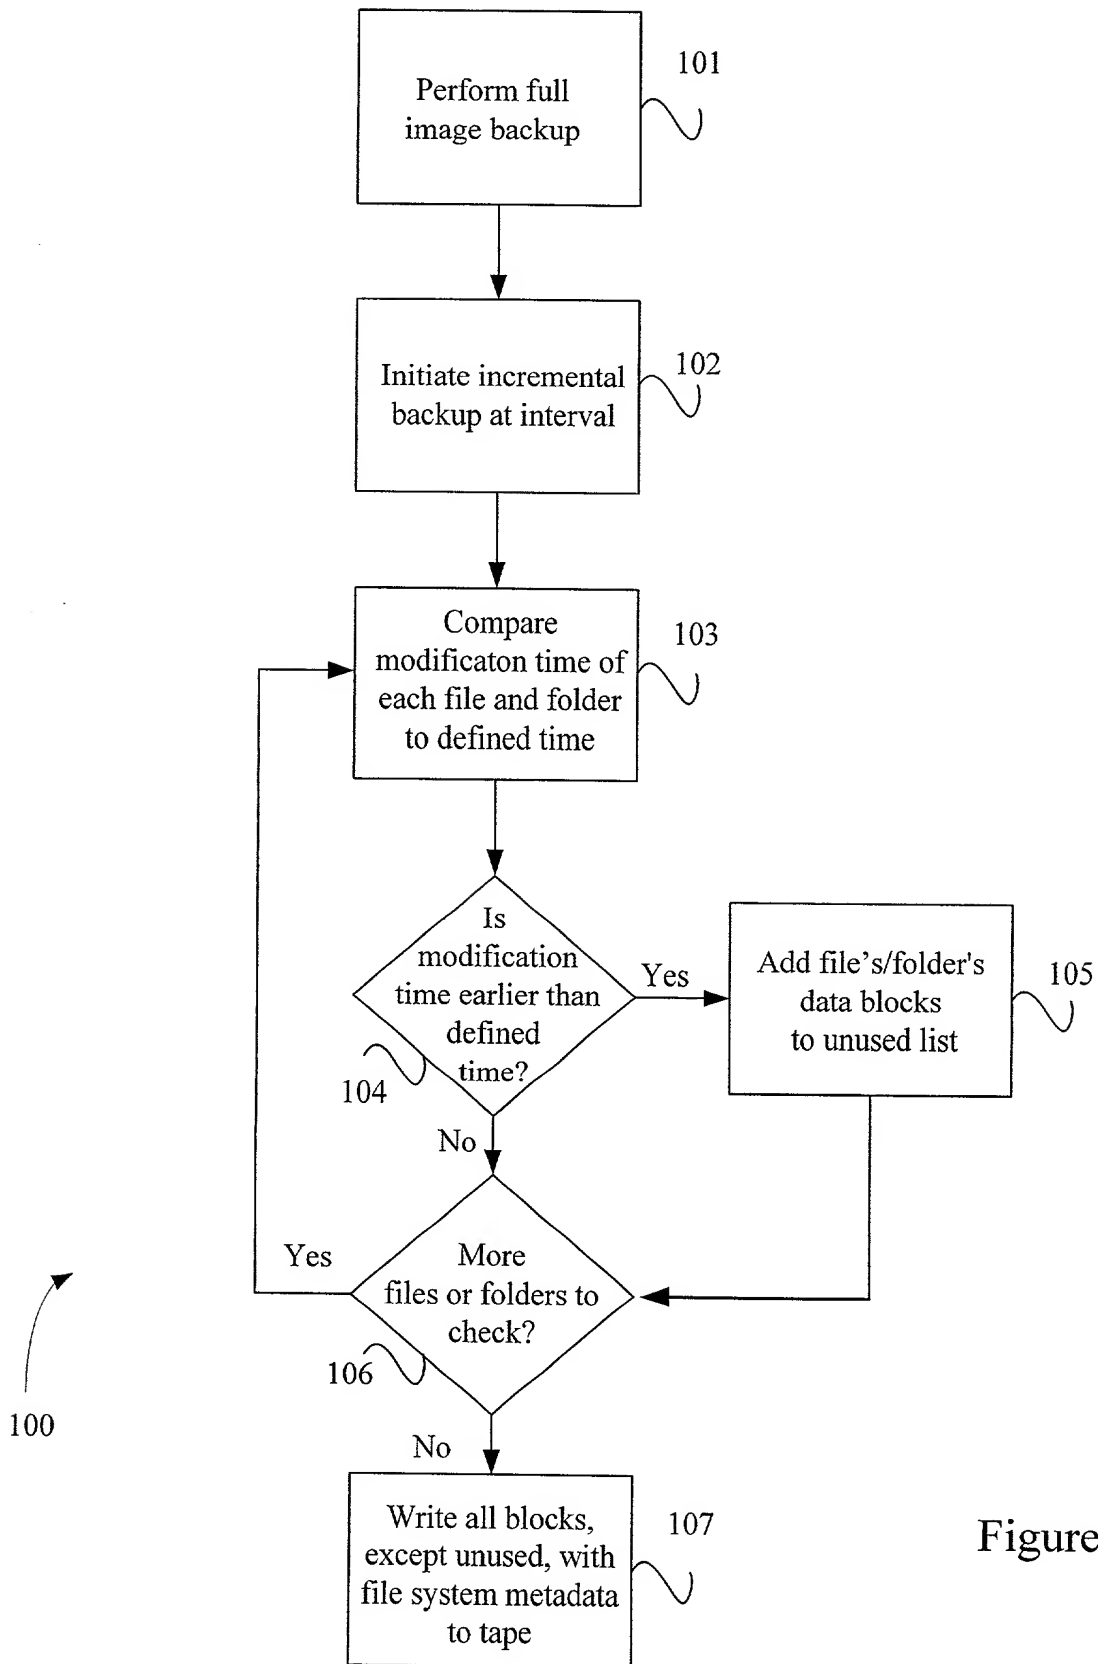 Perform full
image backup
101
Initiate incremental
backup at interval
102
Compare
modificaton time of
each file and folder
to defined time
103
Is
modification
time earlier than
defined
time?
104
Yes
Add file's/folder's
data blocks
to unused list
105
No
More
files or folders to
check?
106
Yes
100
No
Write all blocks,
except unused, with
file system metadata
to tape
107
Figure